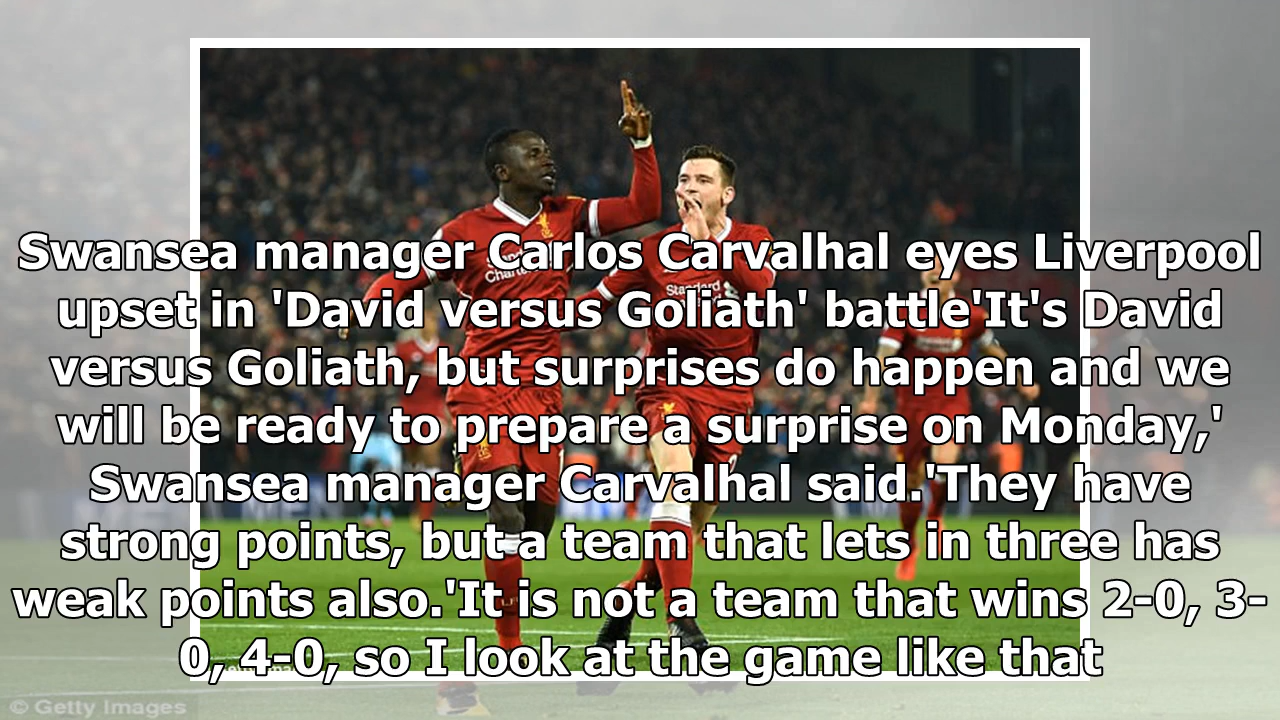 Swansea manager Carlos Carvalhal eyes Liverpool
upset in 'David versus Goliath' battle'It's David
versus Goliath, but surprises do happen and we
will be ready to prepare a surprise on Monday,'
Swansea manager Carvalhal said.'They have
strong points, but a team that lets in three has
weak points also.'It is not a team that wins 2-0, 3-
0, 4-0, so I look at the game like that
© Getty Images